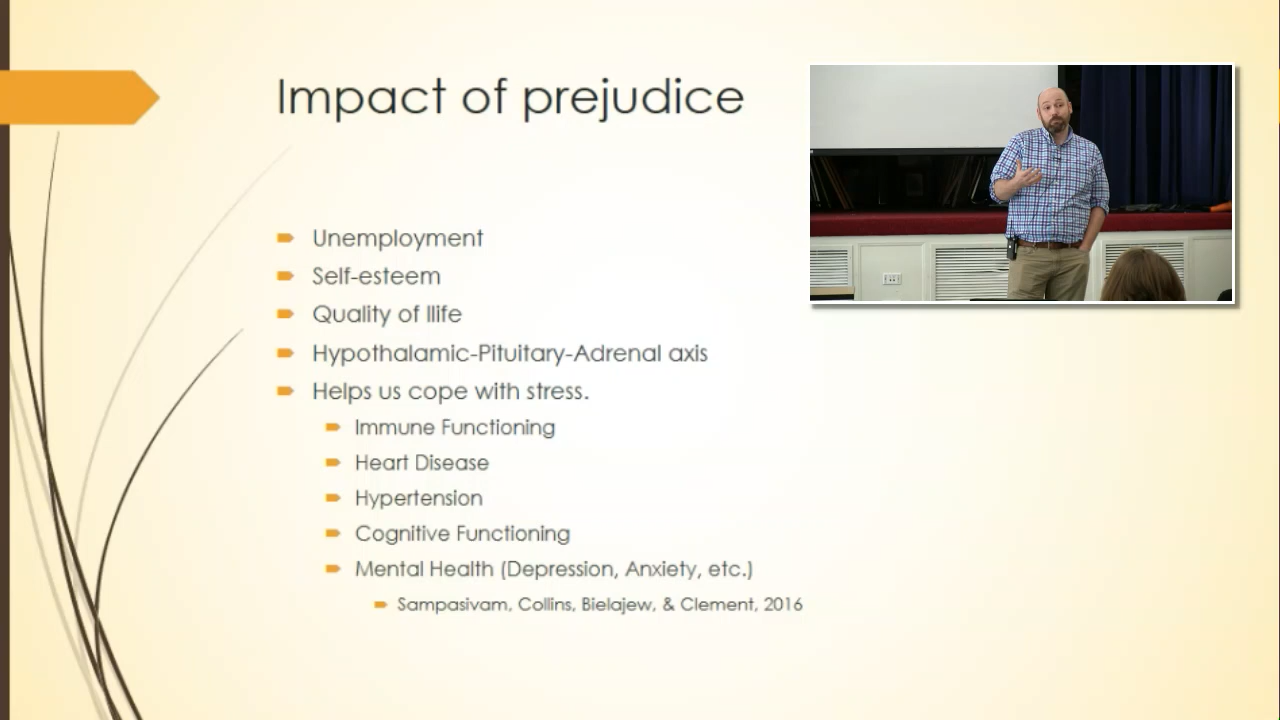 Impact of prejudice
Unemployment
Self-esteem
Quality of llife
Hypothalamic-Pituitary-Adrenal axis
Helps us cope with stress.
Immune Functioning
Heart Disease
Hypertension
Cognitive Functioning
Mental Health (Depression, Anxiety, etc.)
Sampasivam, Collins, Bielajew, & Clement, 2016